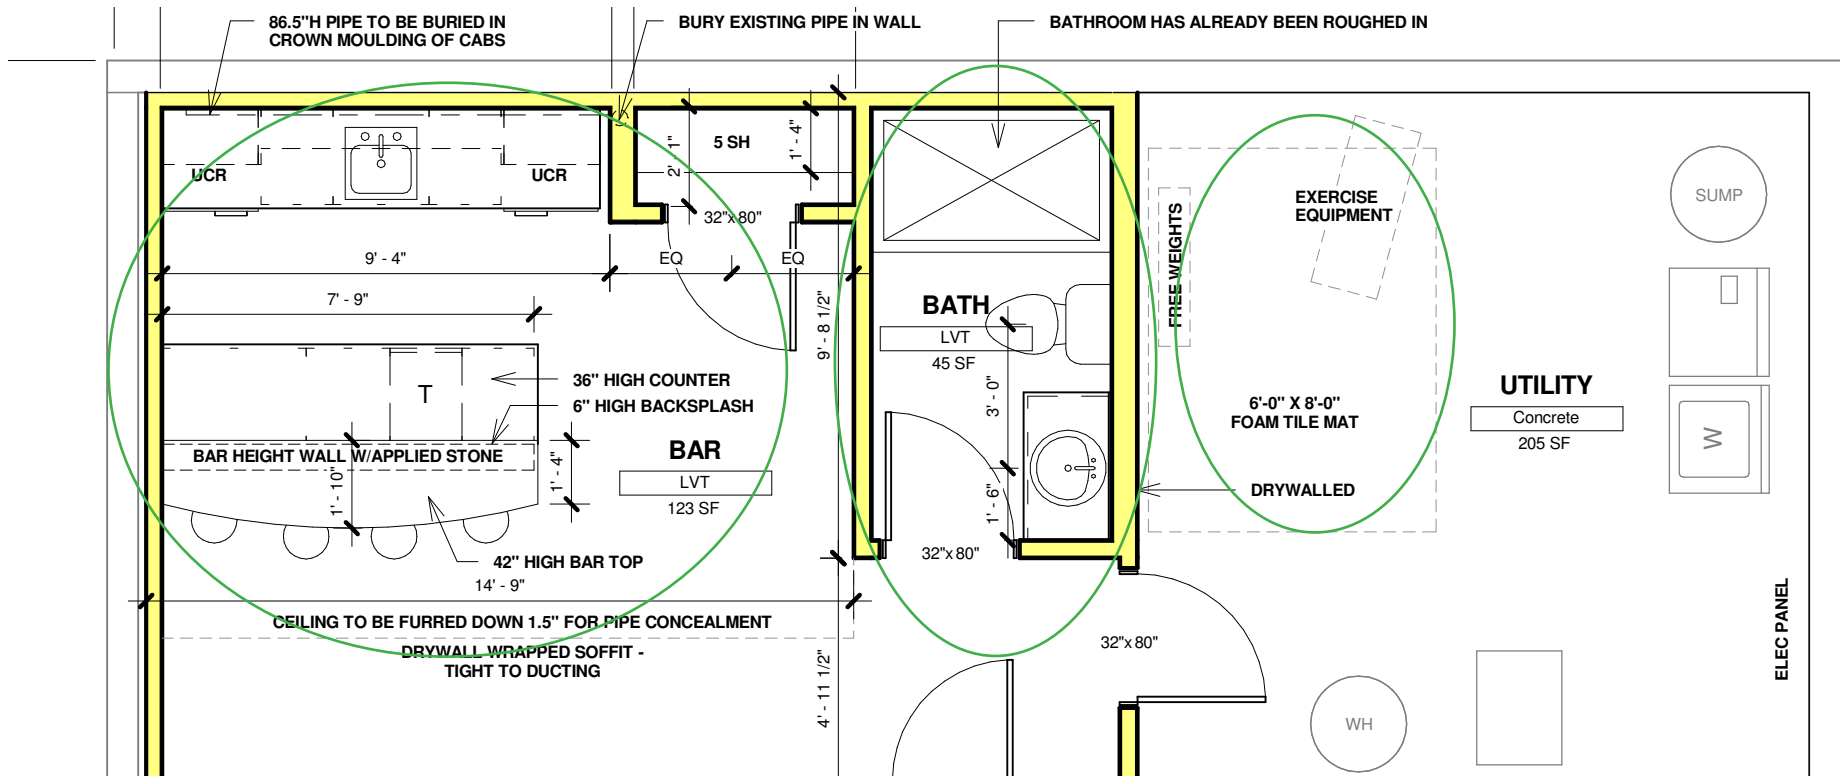 86.5"H PIPE TO BE BURIED IN
CROWN MOULDING OF CABS
BURY EXISTING PIPE IN WALL
BATHROOM HAS ALREADY BEEN ROUGHED IN
UCR
UCR
2' - 1"
5 SH
1' - 4"
32"x 80"
9' - 4"
EQ
EQ
7' - 9"
9' - 8 1/2"
T
36" HIGH COUNTER
6" HIGH BACKSPLASH
BAR HEIGHT WALL W/APPLIED STONE
1' - 10"
1' - 4"
BAR
LVT
123 SF
42" HIGH BAR TOP
14' - 9"
CEILING TO BE FURRED DOWN 1.5" FOR PIPE CONCEALMENT
DRYWALL WRAPPED SOFFIT -
TIGHT TO DUCTING
4' - 11 1/2"
BATH
LVT
45 SF
3' - 0"
1' - 6"
32"x 80"
32"x 80"
FREE WEIGHTS
EXERCISE
EQUIPMENT
6'-0" X 8'-0"
FOAM TILE MAT
DRYWALLED
UTILITY
Concrete
205 SF
SUMP
W
WH
ELEC PANEL